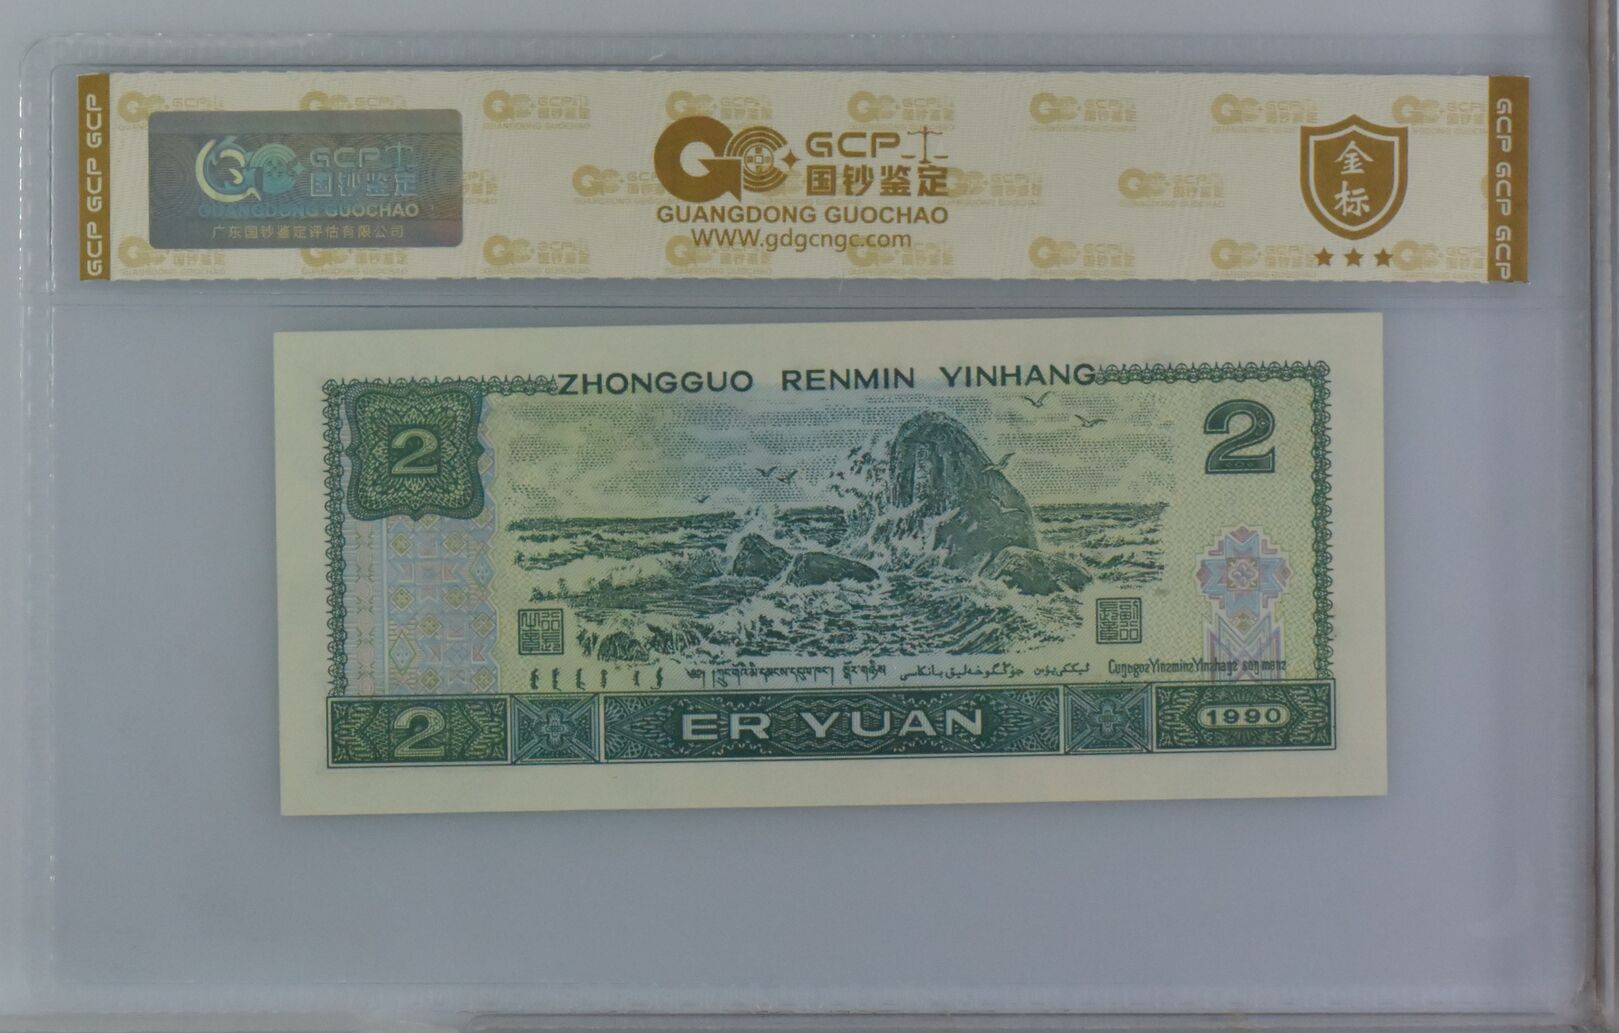 GCP GCP GCP
GCP
国钞鉴定
GUANGDONG GUOCHAO
广东国钞鉴定评估有限公司
GCP
国钞鉴定
GUANGDONG GUOCHAO
www.gdgcngc.com
金标
GCP GCP GCP
ZHONGGUO RENMIN YINHANG
2
2
2
ER YUAN
1990